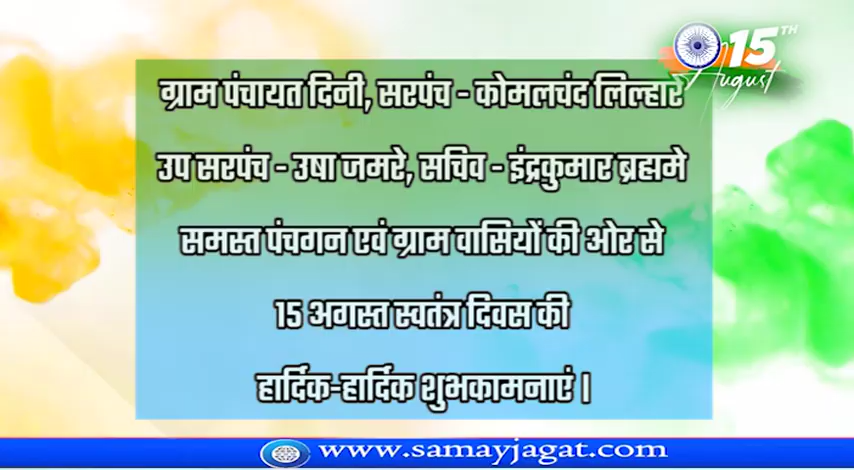 15TH
August
ग्राम पंचायत दिनी, सरपंच - कोमलचंद लिल्हारे
उप सरपंच - उषा जमरे, सचिव - इंद्रकुमार ब्रह्ममे
समस्त पंचगन एवं ग्राम वासियों की ओर से
15 अगस्त स्वतंत्र दिवस की
हार्दिक-हार्दिक शुभकामनाएं |
www.samayjagat.com